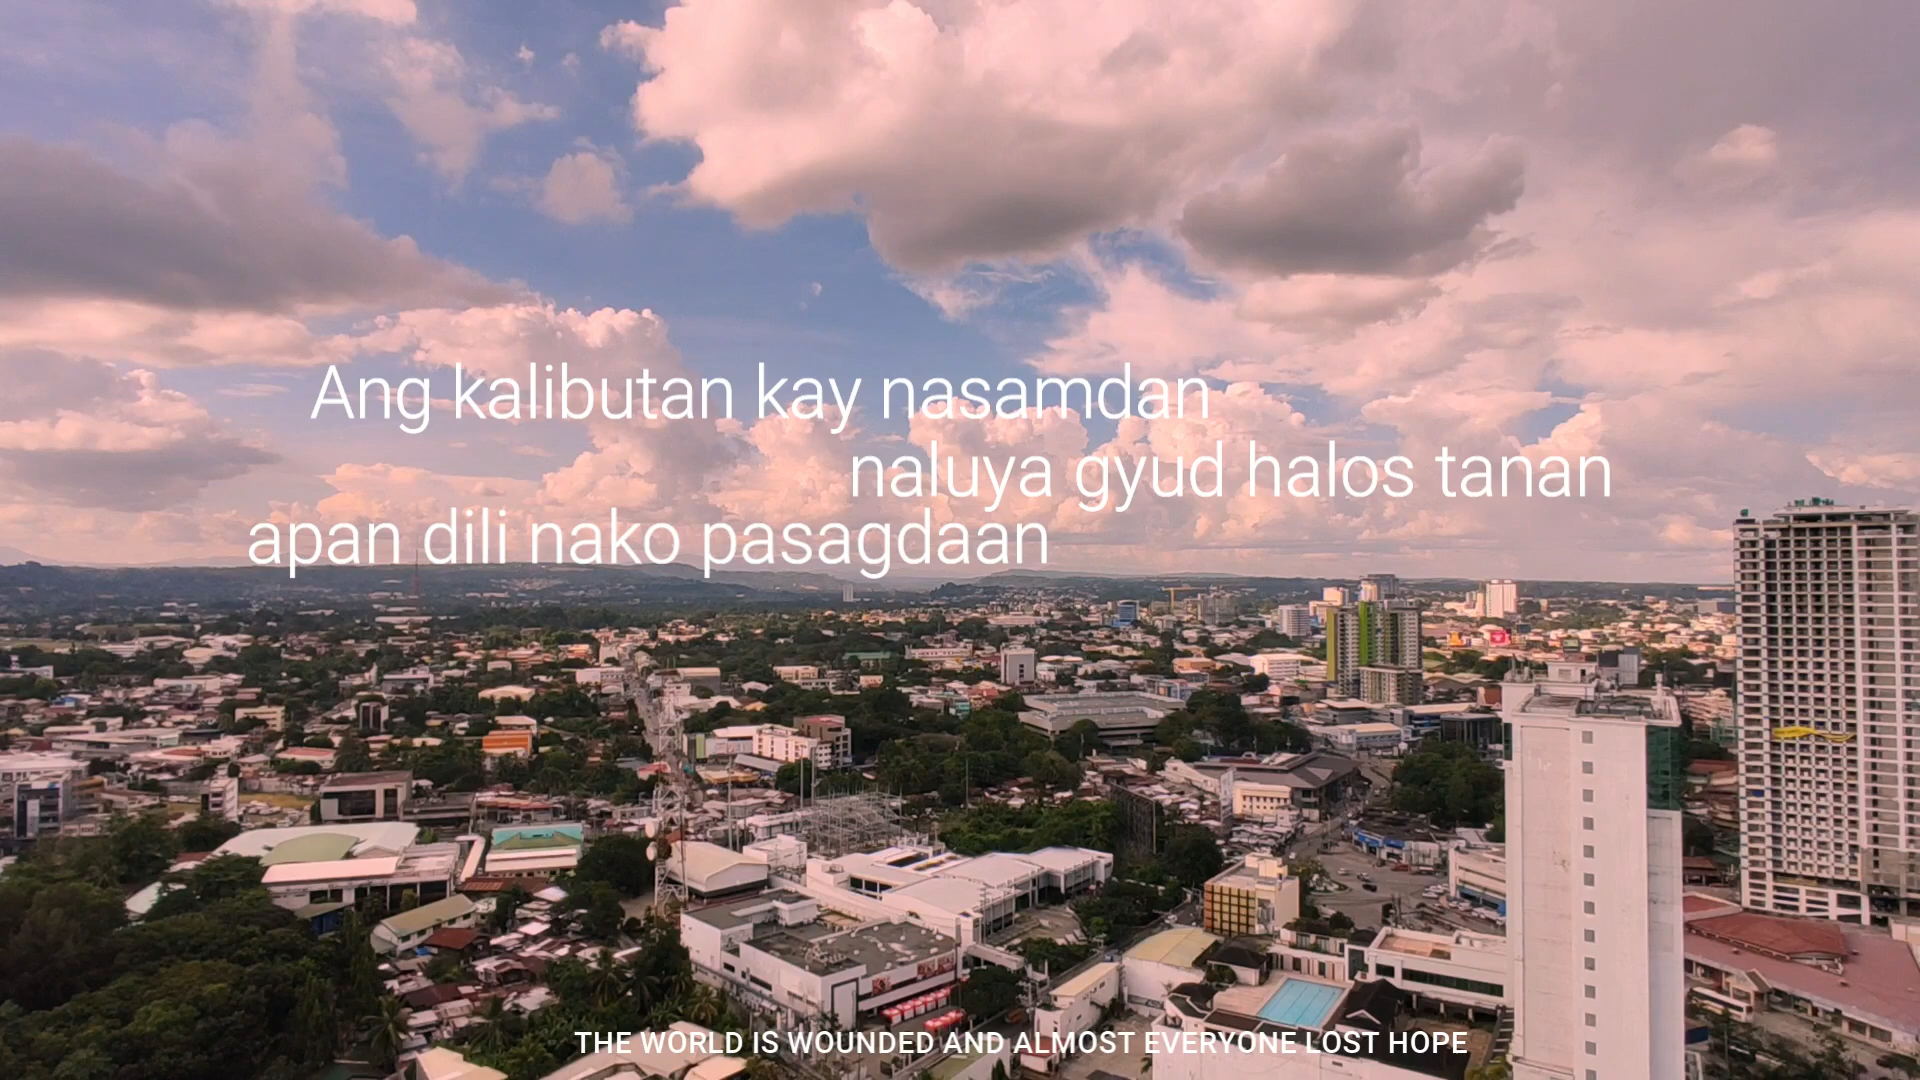 Ang kalibutan kay nasamdan
naluya gyud halos tanan
apan dili nako pasagdaan
THE WORLD IS WOUNDED AND ALMOST EVERYONE LOST HOPE